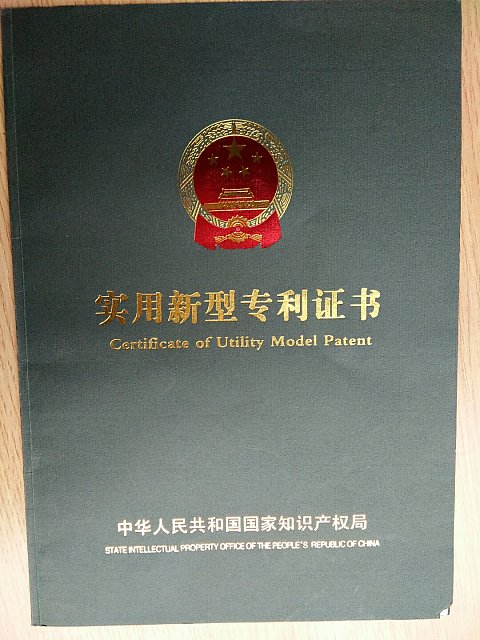 实用新型专利证书
Certificate of Utility Model Patent
中华人民共和国国家知识产权局
STATE INTELLECTUAL PROPERTY OFFICE OF THE PEOPLE'S REPUBLIC OF CHINA